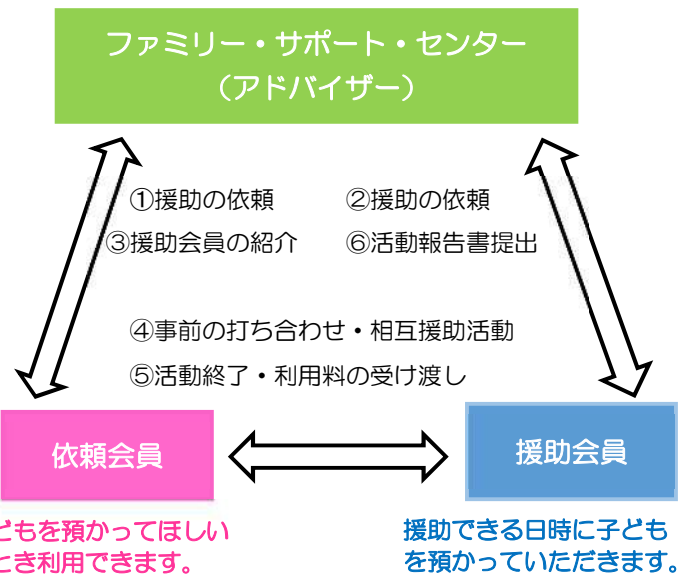 ファミリー・サポート・センター
（アドバイザー）
①援助の依頼
②援助の依頼
③援助会員の紹介
⑥活動報告書提出
④事前の打ち合わせ・相互援助活動
⑤活動終了・利用料の受け渡し
依頼会員
援助会員
どもを預かってほしい
とき利用できます。
援助できる日時に子ども
を預かっていただきます。